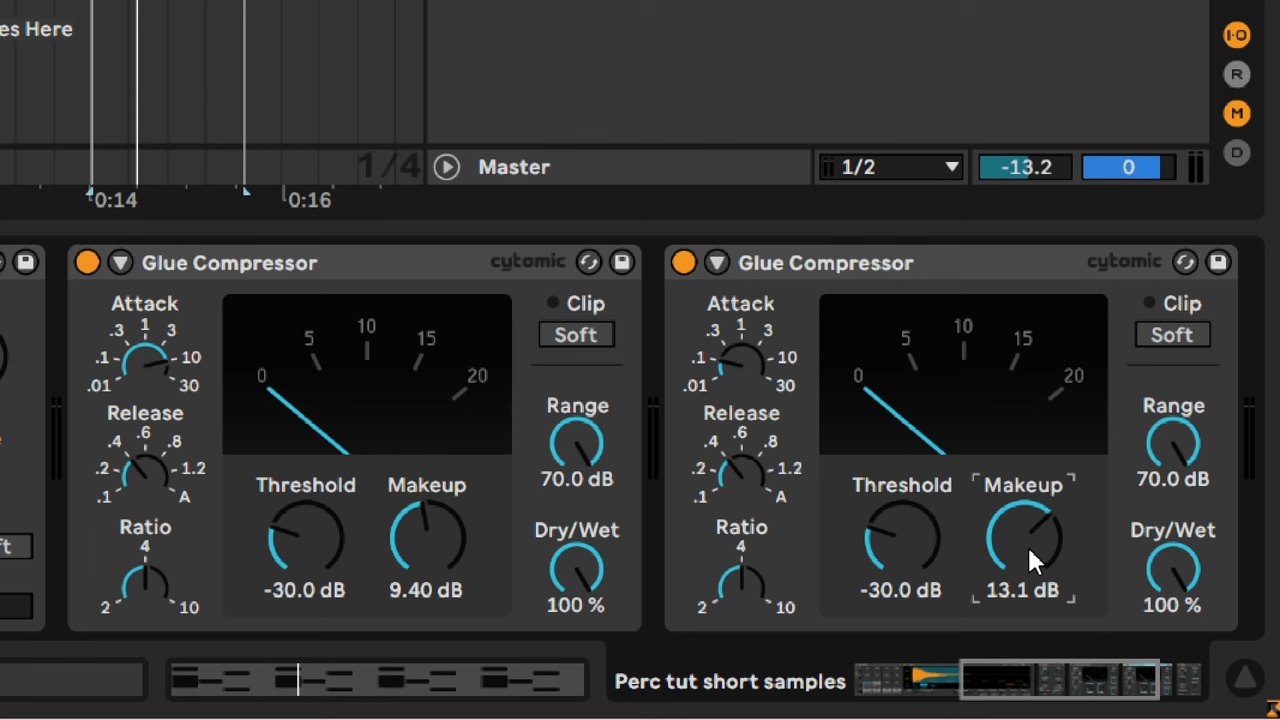 es Here
I-O
R
M
D
1/4
Master
1/2
-13.2
0
0:14
0:16
Glue Compressor
cytomic
Attack
.01
.1
.3
1
3
10
30
Release
.1
.2
.4
.6
.8
1.2
A
Ratio
2
4
10
0
5
10
15
20
Threshold
-30.0 dB
Makeup
9.40 dB
Clip
Soft
Range
70.0 dB
Dry/Wet
100 %
Glue Compressor
cytomic
Attack
.01
.1
.3
1
3
10
30
Release
.1
.2
.4
.6
.8
1.2
A
Ratio
2
4
10
0
5
10
15
20
Threshold
-30.0 dB
Makeup
13.1 dB
Clip
Soft
Range
70.0 dB
Dry/Wet
100 %
ft
Perc tut short samples